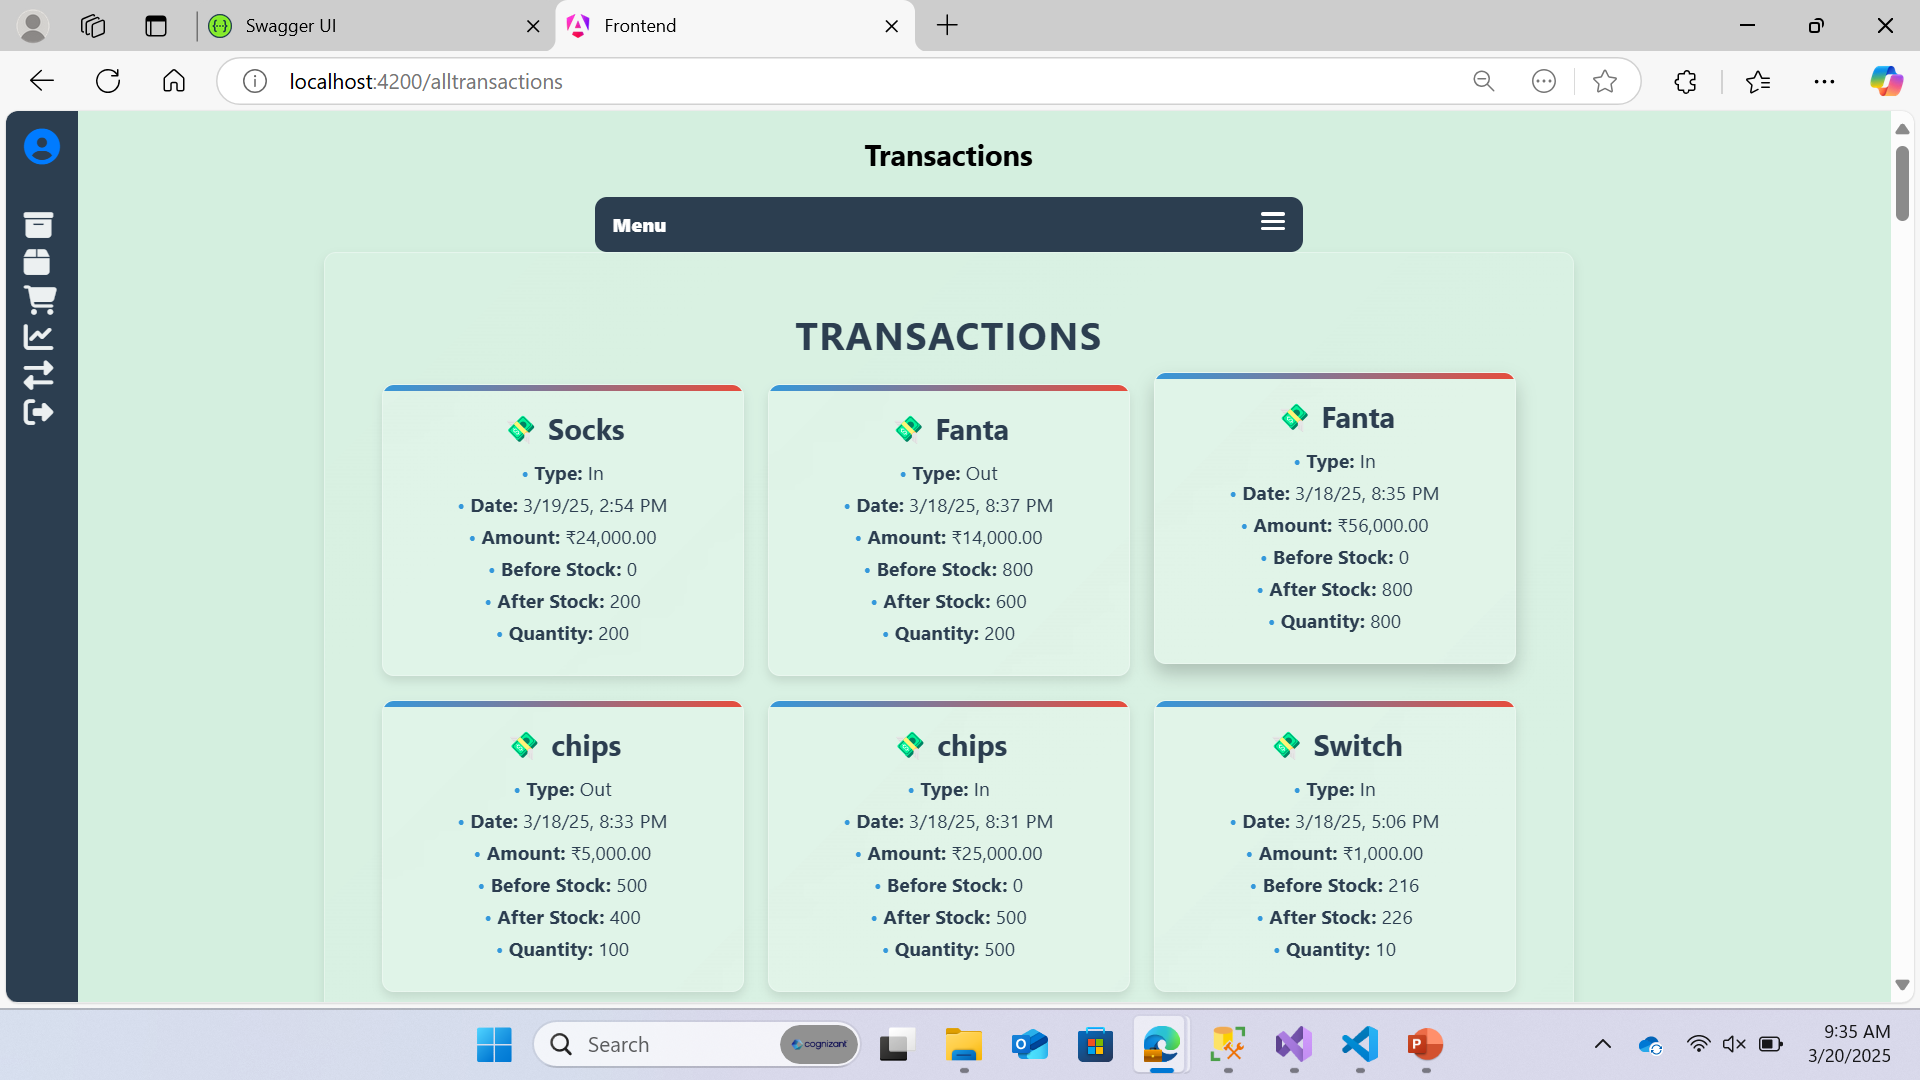 Swagger UI
Frontend
localhost:4200/alltransactions
Transactions
Menu
TRANSACTIONS
Socks
• Type: In
• Date: 3/19/25, 2:54 PM
• Amount: ₹24,000.00
• Before Stock: 0
• After Stock: 200
• Quantity: 200
Fanta
• Type: Out
• Date: 3/18/25, 8:37 PM
• Amount: ₹14,000.00
• Before Stock: 800
• After Stock: 600
• Quantity: 200
Fanta
• Type: In
• Date: 3/18/25, 8:35 PM
• Amount: ₹56,000.00
• Before Stock: 0
• After Stock: 800
• Quantity: 800
chips
• Type: Out
• Date: 3/18/25, 8:33 PM
• Amount: ₹5,000.00
• Before Stock: 500
• After Stock: 400
• Quantity: 100
chips
• Type: In
• Date: 3/18/25, 8:31 PM
• Amount: ₹25,000.00
• Before Stock: 0
• After Stock: 500
• Quantity: 500
Switch
• Type: In
• Date: 3/18/25, 5:06 PM
• Amount: ₹1,000.00
• Before Stock: 216
• After Stock: 226
• Quantity: 10
Search
cognizant
9:35 AM
3/20/2025